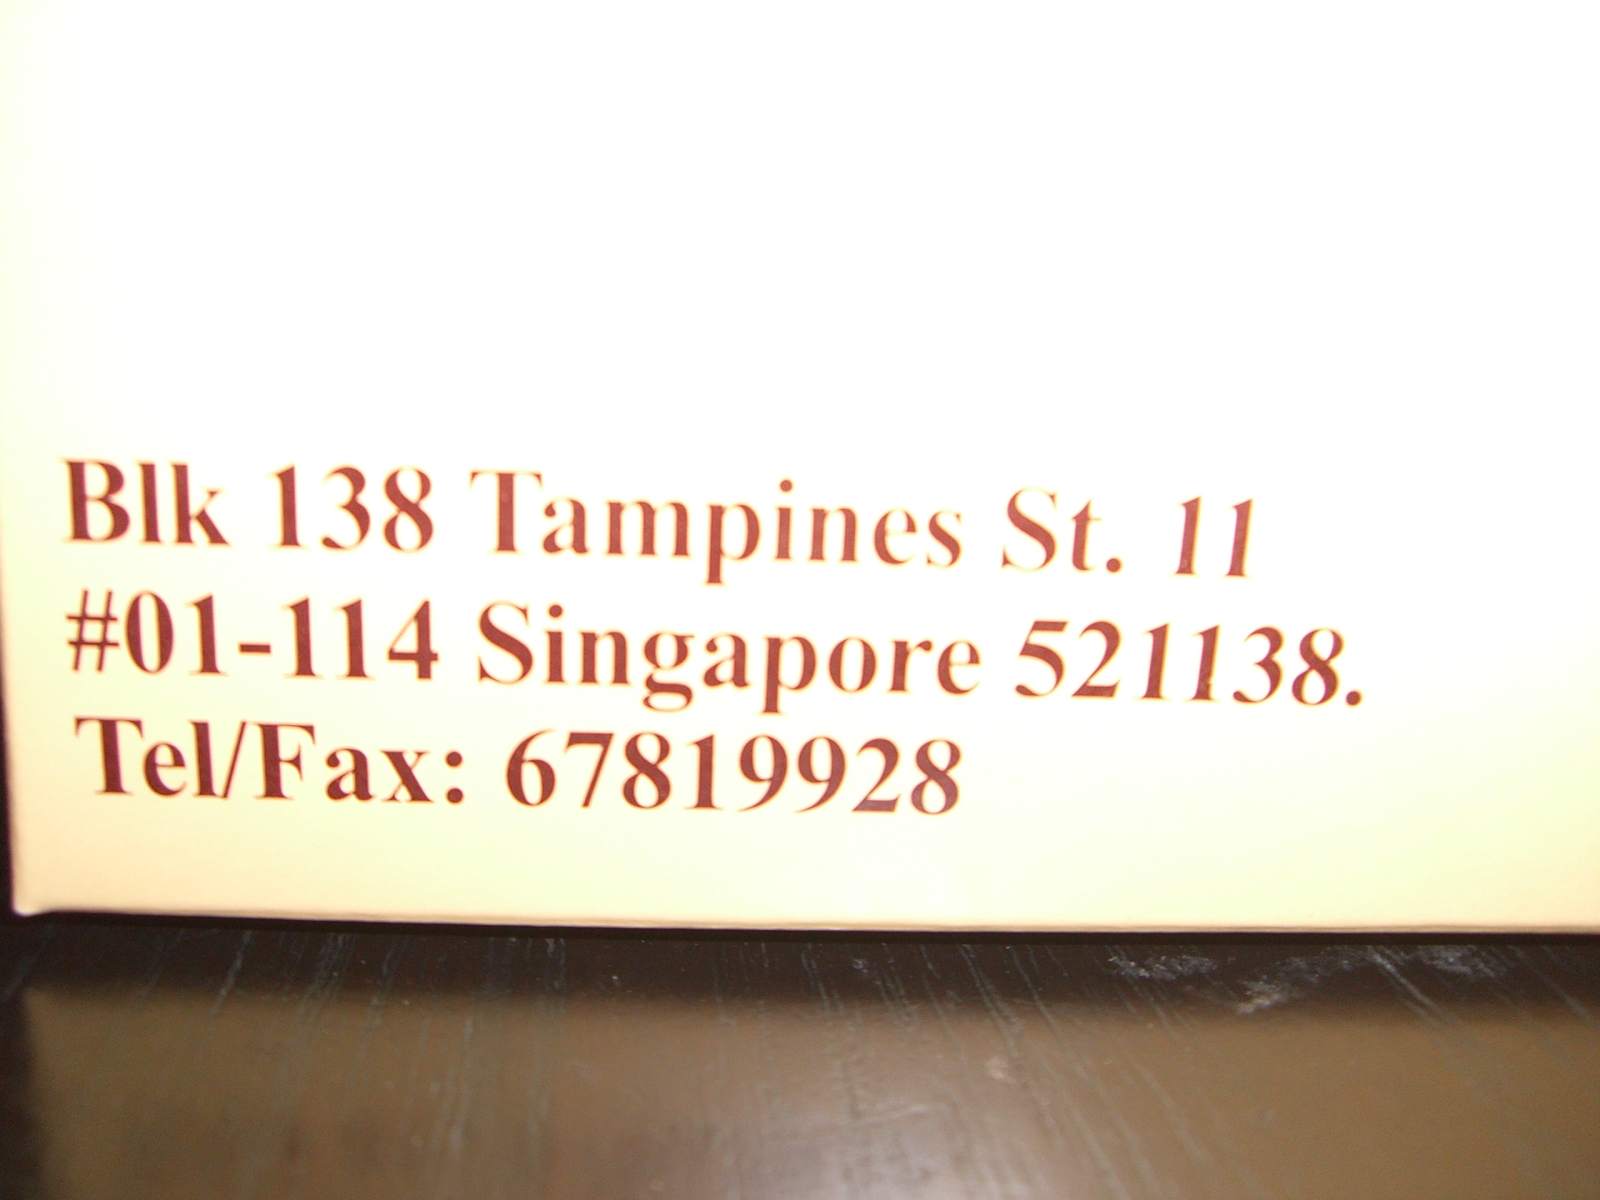 Blk 138 Tampines St. 11
#01-114 Singapore 521138.
Tel/Fax: 67819928